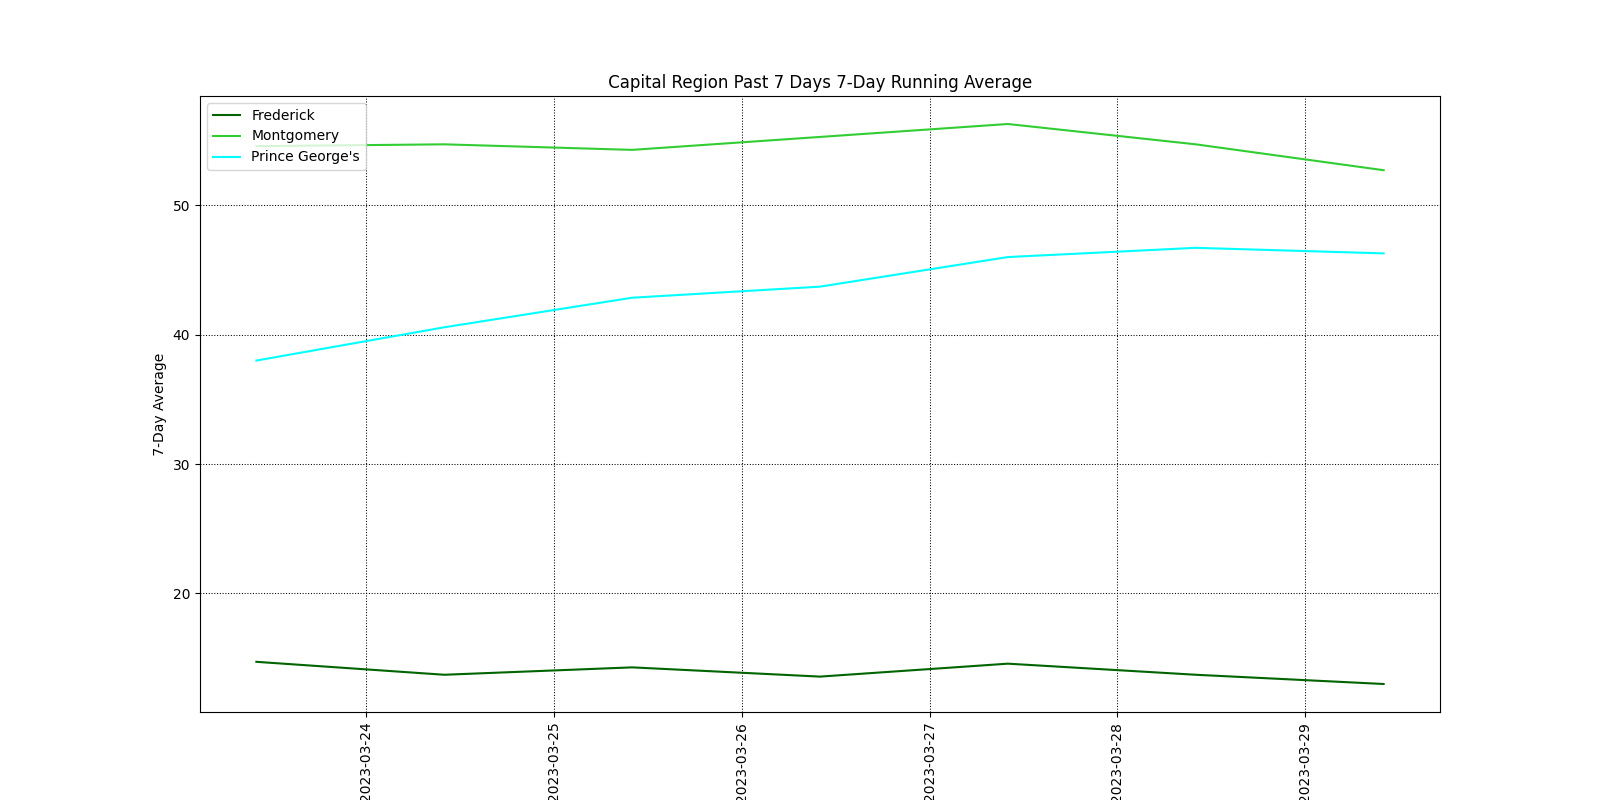 Capital Region Past 7 Days 7-Day Running Average
Frederick
Montgomery
Prince George's
7-Day Average
50
40
30
20
2023-03-24
2023-03-25
2023-03-26
2023-03-27
2023-03-28
2023-03-29